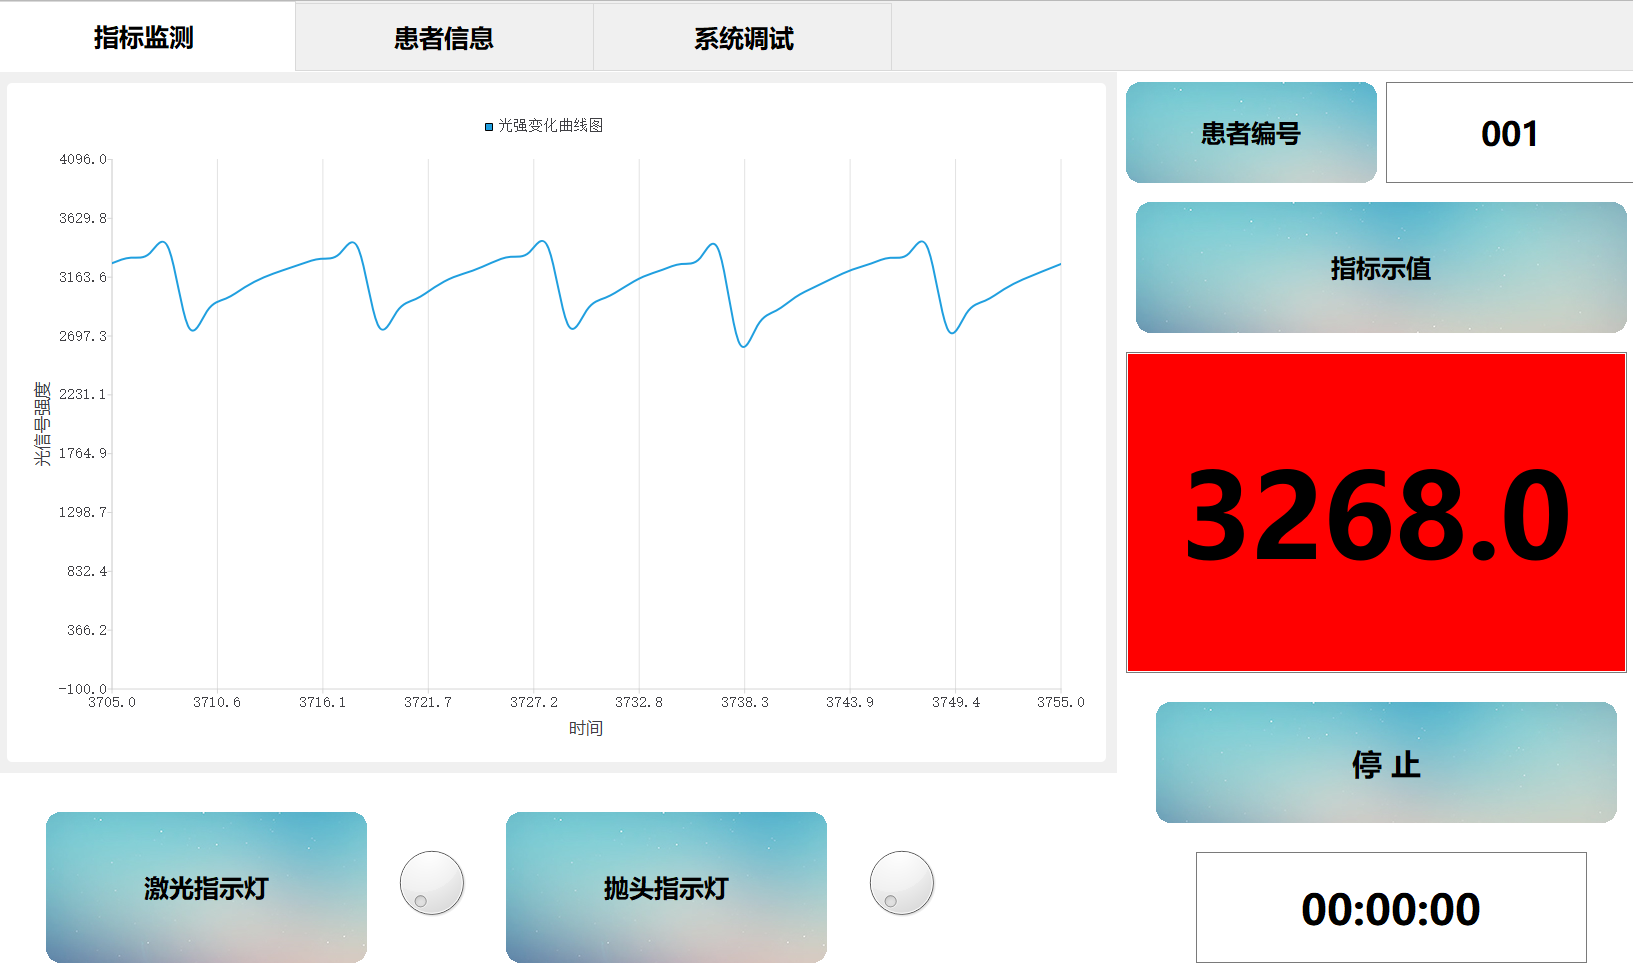 指标监测
患者信息
系统调试
光强变化曲线图
4096.0
3629.8
3163.6
2697.3
2231.1
1764.9
1298.7
832.4
366.2
-100.0
光信号强度
3705.0 3710.6 3716.1 3721.7 3727.2 3732.8 3738.3 3743.9 3749.4 3755.0
时间
患者编号
001
指标示值
3268.0
停 止
00:00:00
激光指示灯
抛头指示灯